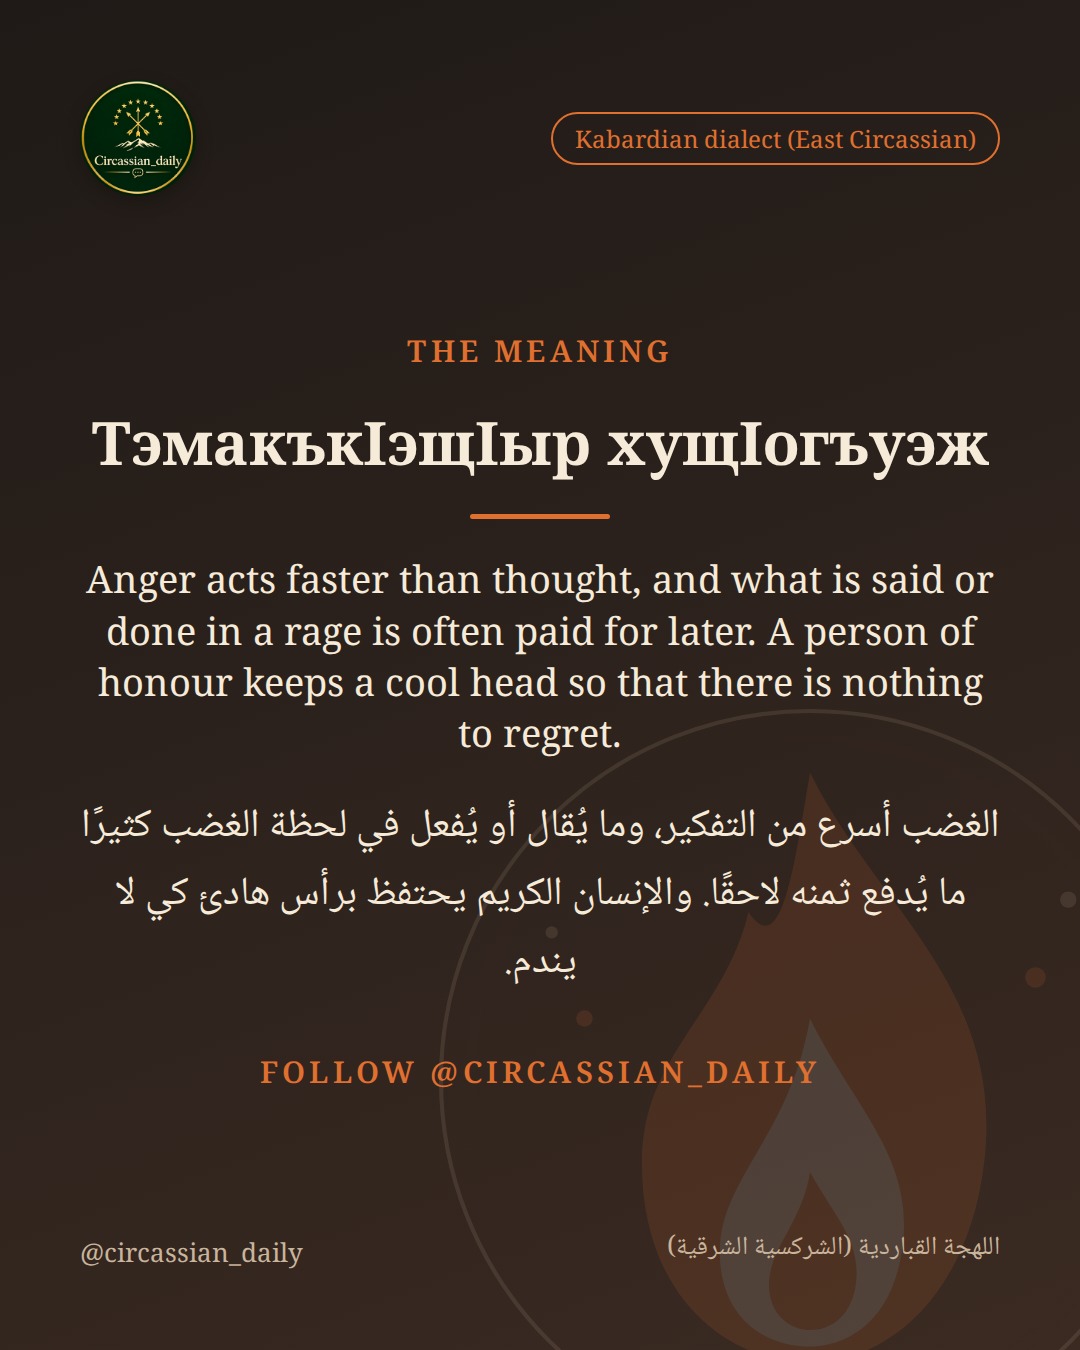 Circassian_daily
Kabardian dialect (East Circassian)
THE MEANING
ТэмакъкIэщIыр хущIогъуэж
Anger acts faster than thought, and what is said or
done in a rage is often paid for later. A person of
honour keeps a cool head so that there is nothing
to regret.
الغضب أسرع من التفكير، وما يُقال أو يُفعل في لحظة الغضب كثيرًا
ما يُدفع ثمنه لاحقًا. والإنسان الكريم يحتفظ برأس هادئ كي لا
يندم.
FOLLOW @CIRCASSIAN_DAILY
@circassian_daily
اللهجة القباردية (الشركسية الشرقية)